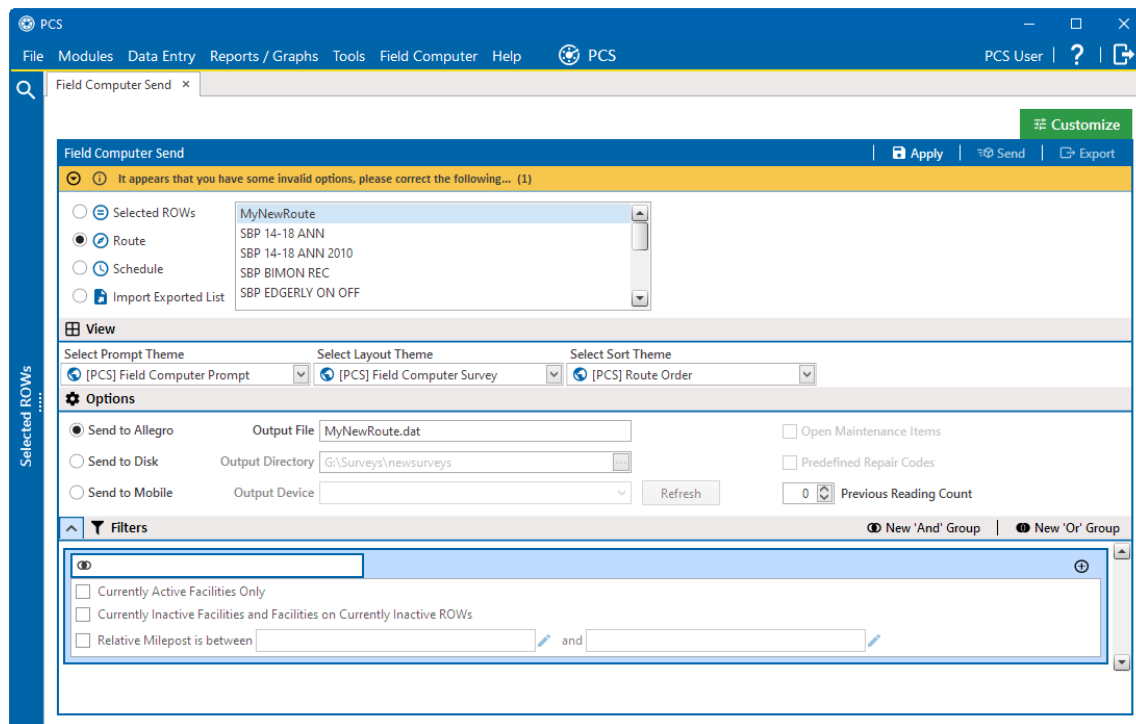 PCS
File Modules Data Entry Reports / Graphs Tools Field Computer Help PCS PCS User | ? |
Field Computer Send ×
Customize
Field Computer Send | Apply | Send | Export
It appears that you have some invalid options, please correct the following... (1)
Selected ROWs
Route
Schedule
Import Exported List
MyNewRoute
SBP 14-18 ANN
SBP 14-18 ANN 2010
SBP BIMON REC
SBP EDGERLY ON OFF
View
Select Prompt Theme Select Layout Theme Select Sort Theme
[PCS] Field Computer Prompt [PCS] Field Computer Survey [PCS] Route Order
Options
Send to Allegro Output File MyNewRoute.dat Open Maintenance Items
Send to Disk Output Directory G:\Surveys\newsurveys ... Predefined Repair Codes
Send to Mobile Output Device Refresh 0 Previous Reading Count
Filters New 'And' Group | New 'Or' Group
Currently Active Facilities Only
Currently Inactive Facilities and Facilities on Currently Inactive ROWs
Relative Milepost is between and
Selected ROWs